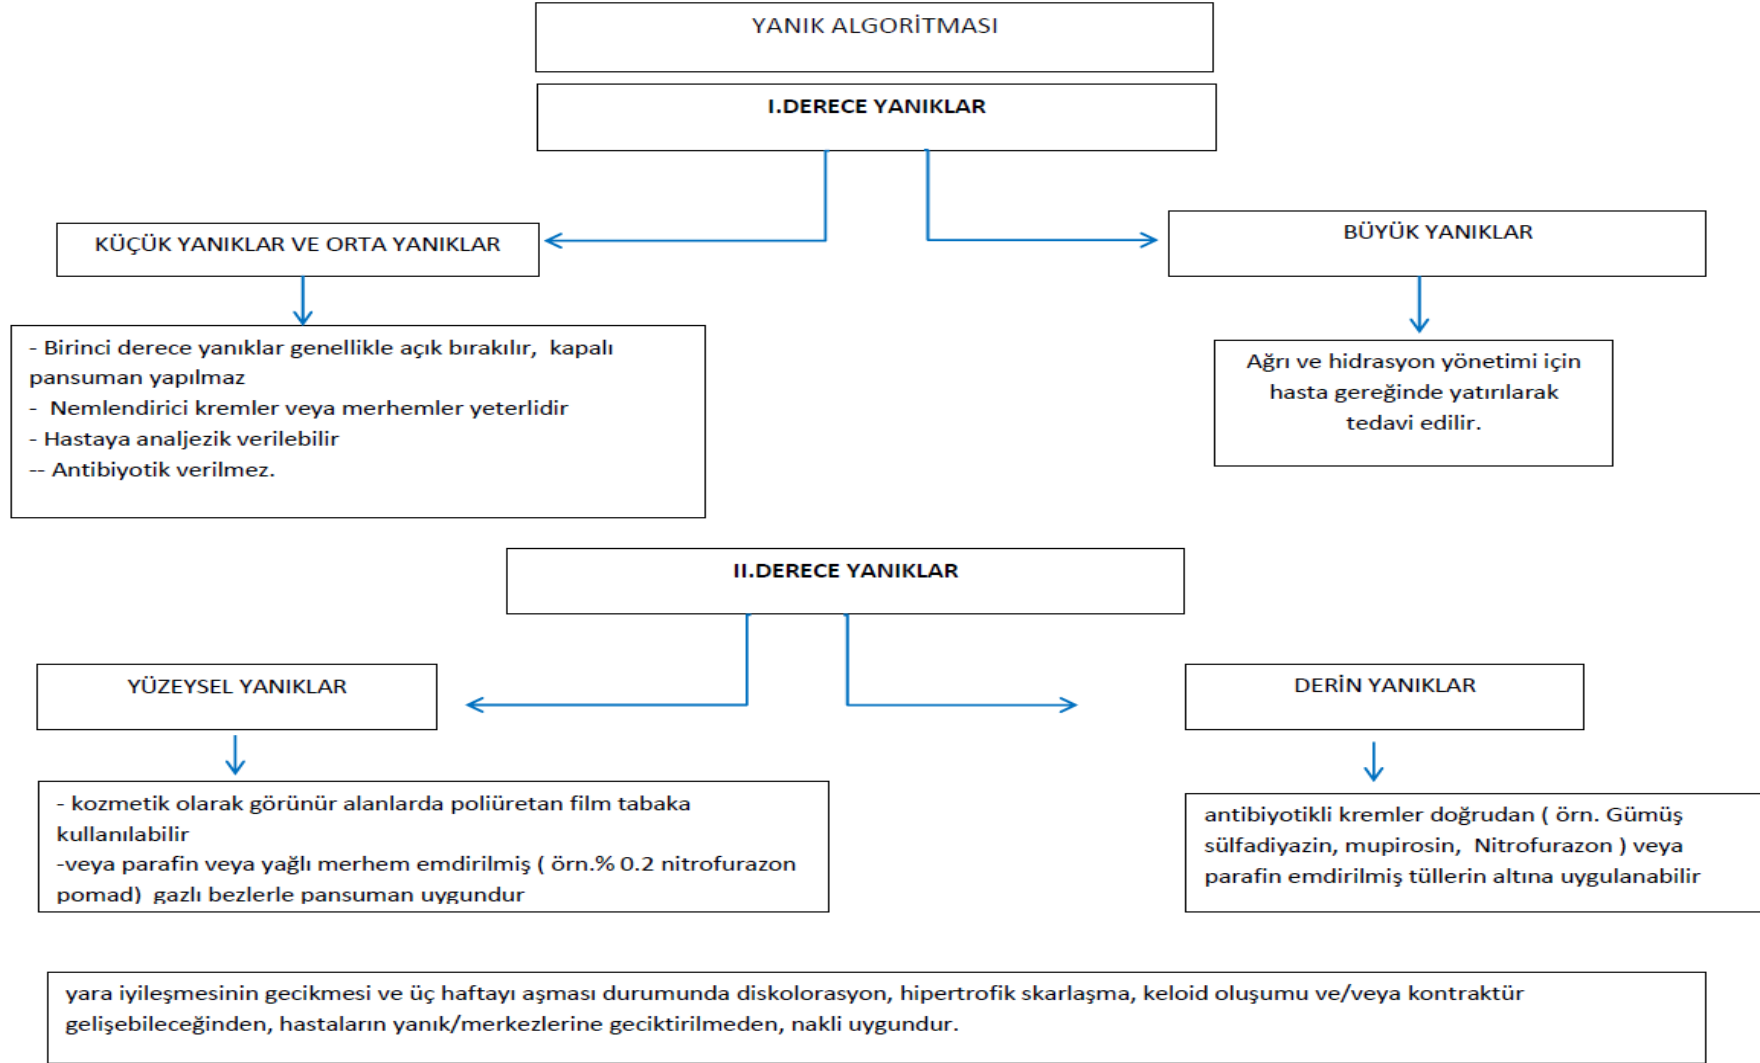 YANIK ALGORİTMASI
I.DERECE YANIKLAR
KÜÇÜK YANIKLAR VE ORTA YANIKLAR
BÜYÜK YANIKLAR
- Birinci derece yanıklar genellikle açık bırakılır, kapalı
pansuman yapılmaz
- Nemlendirici kremler veya merhemler yeterlidir
- Hastaya analjezik verilebilir
-- Antibiyotik verilmez.
Ağrı ve hidrasyon yönetimi için
hasta gereğinde yatırılarak
tedavi edilir.
II.DERECE YANIKLAR
YÜZEYSEL YANIKLAR
DERİN YANIKLAR
- kozmetik olarak görünür alanlarda poliüretan film tabaka
kullanılabilir
-veya parafin veya yağlı merhem emdirilmiş ( örn.% 0.2 nitrofurazon
pomad) gazlı bezlerle pansuman uygundur
antibiyotikli kremler doğrudan ( örn. Gümüş
sülfadiyazin, mupirosin, Nitrofurazon ) veya
parafin emdirilmiş tüllerin altına uygulanabilir
yara iyileşmesinin gecikmesi ve üç haftayı aşması durumunda diskolorasyon, hipertrofik skarlaşma, keloid oluşumu ve/veya kontraktür
gelişebileceğinden, hastaların yanık/merkezlerine geciktirilmeden, nakli uygundur.